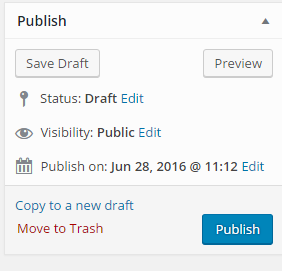 Publish
Save Draft Preview
Status: Draft Edit
Visibility: Public Edit
Publish on: Jun 28, 2016 @ 11:12 Edit
Copy to a new draft
Move to Trash Publish